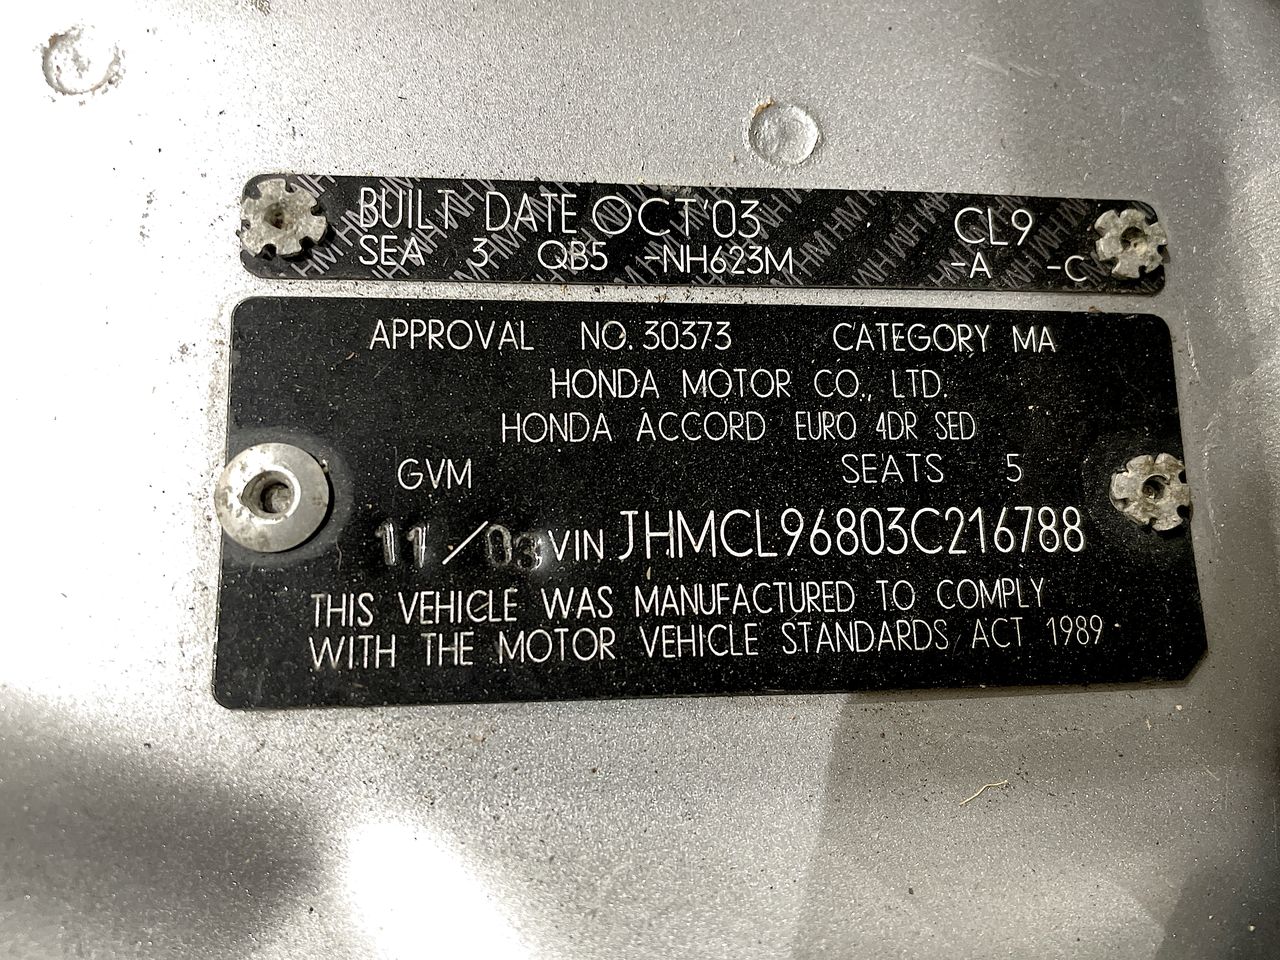 BUILT DATE OCT'03 CL9
SEA 3 QB5 -NH623M -A -C
APPROVAL NO. 30373 CATEGORY MA
HONDA MOTOR CO., LTD.
HONDA ACCORD EURO 4DR SED
GVM SEATS 5
11/03 VIN JHMCL96803C216788
THIS VEHICLE WAS MANUFACTURED TO COMPLY
WITH THE MOTOR VEHICLE STANDARDS ACT 1989.